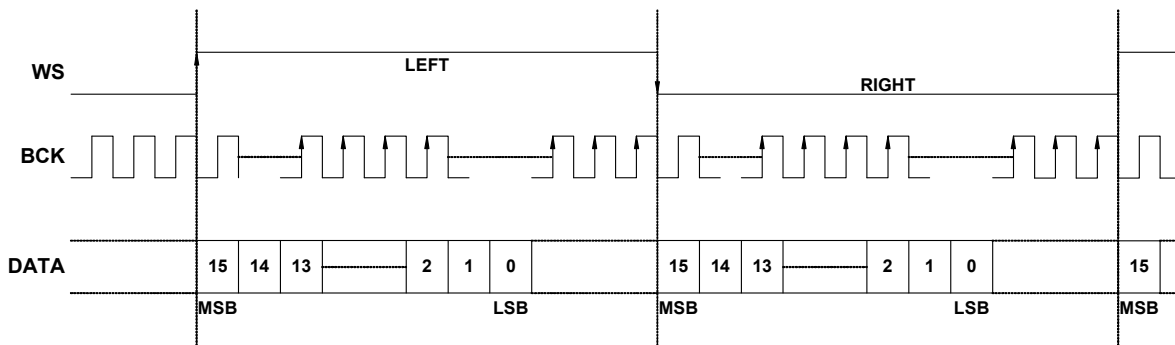 WS
LEFT
RIGHT
BCK
DATA
15 14 13 2 1 0 15 14 13 2 1 0 15
MSB LSB MSB LSB MSB